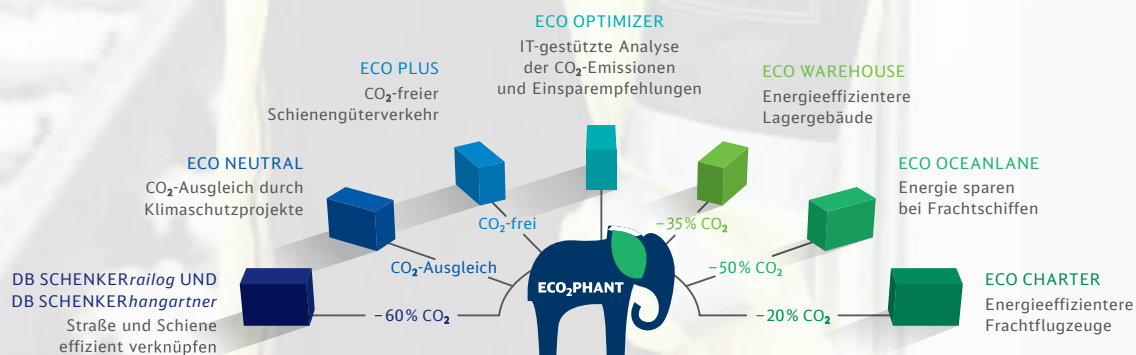 ECO OPTIMIZER
IT-gestützte Analyse
der CO₂-Emissionen
und Einsparempfehlungen
ECO PLUS
CO₂-freier
Schienengüterverkehr
ECO WAREHOUSE
Energieeffizientere
Lagergebäude
ECO NEUTRAL
CO₂-Ausgleich durch
Klimaschutzprojekte
ECO OCEANLANE
Energie sparen
bei Frachtschiffen
CO₂-frei
–35% CO₂
CO₂-Ausgleich
–50% CO₂
DB SCHENKERrailog UND
DB SCHENKERhangartner
Straße und Schiene
effizient verknüpfen
–60% CO₂
ECO₂PHANT
–20% CO₂
ECO CHARTER
Energieeffizientere
Frachtflugzeuge